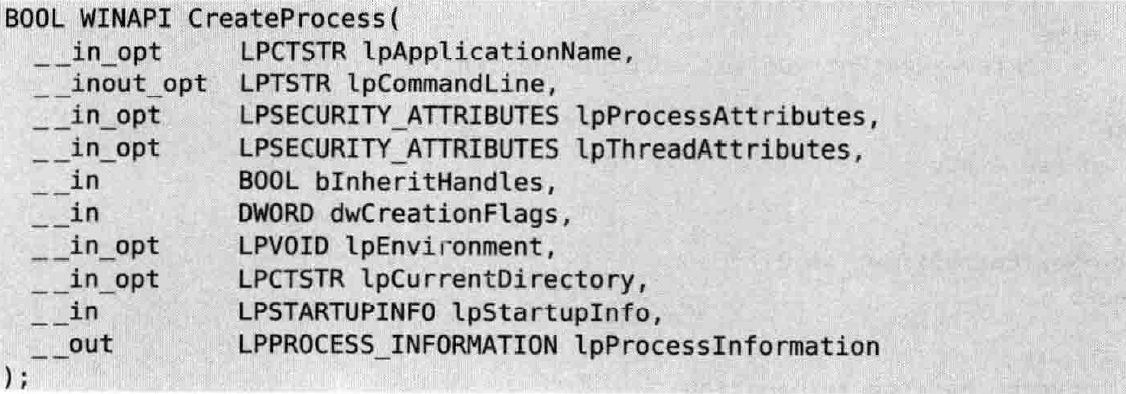 BOOL WINAPI CreateProcess(
__in_opt LPCTSTR lpApplicationName,
__inout_opt LPTSTR lpCommandLine,
__in_opt LPSECURITY_ATTRIBUTES lpProcessAttributes,
__in_opt LPSECURITY_ATTRIBUTES lpThreadAttributes,
__in BOOL bInheritHandles,
__in DWORD dwCreationFlags,
__in_opt LPVOID lpEnvironment,
__in_opt LPCTSTR lpCurrentDirectory,
__in LPSTARTUPINFO lpStartupInfo,
__out LPPROCESS_INFORMATION lpProcessInformation
);